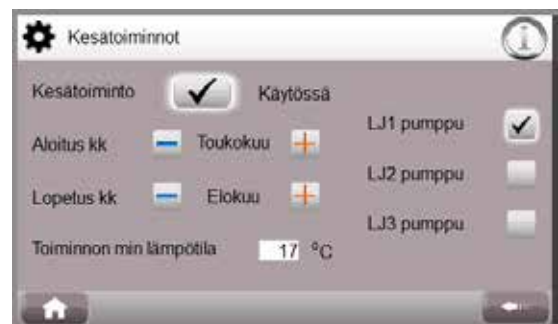 Kesätoiminnot
Kesätoiminto Käytössä
Aloitus kk Toukokuu
Lopetus kk Elokuu
Toiminnon min lämpötila 17 °C
LJ1 pumppu
LJ2 pumppu
LJ3 pumppu